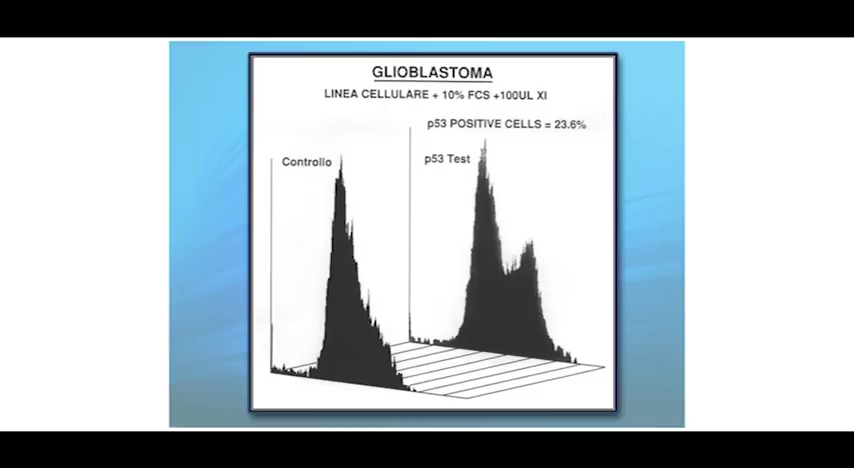 GLIOBLASTOMA
LINEA CELLULARE + 10% FCS +100UL XI
p53 POSITIVE CELLS = 23.6%
Controllo
p53 Test